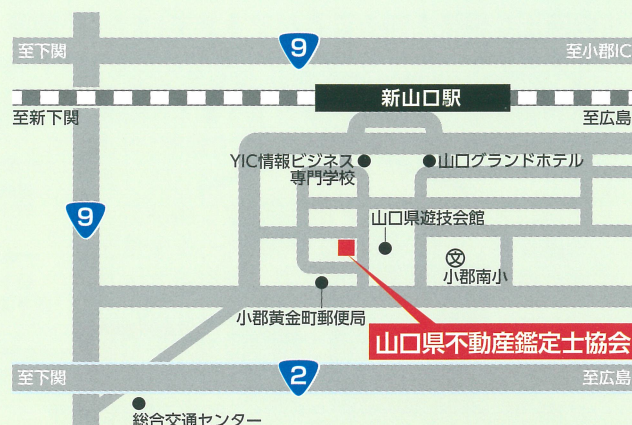 至下関
9
至小郡IC
新山口駅
至新下関
至広島
YIC情報ビジネス
専門学校
山口グランドホテル
9
山口県遊技会館
文
小郡南小
小郡黄金町郵便局
山口県不動産鑑定士協会
至下関
2
至広島
総合交通センター